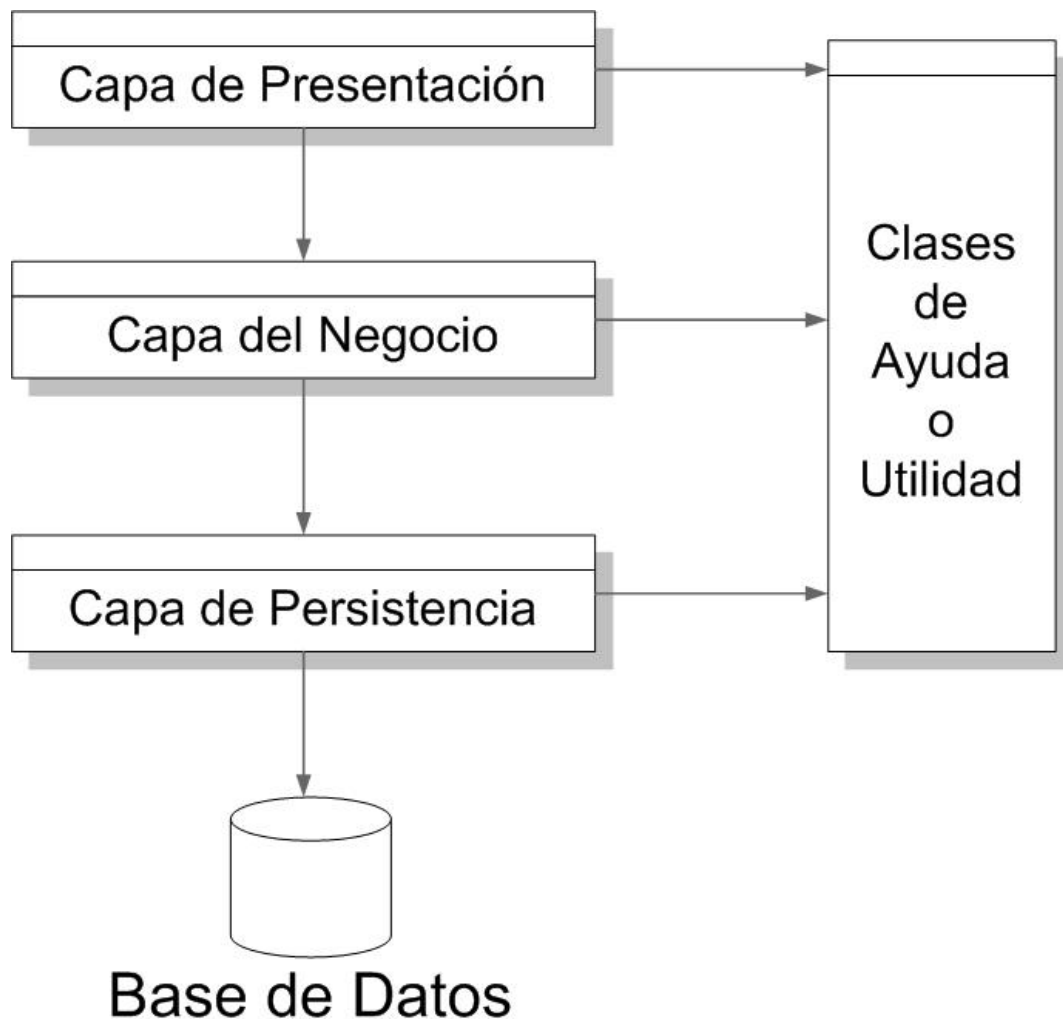 Capa de Presentación
Capa del Negocio
Capa de Persistencia
Clases
de
Ayuda
o
Utilidad
Base de Datos